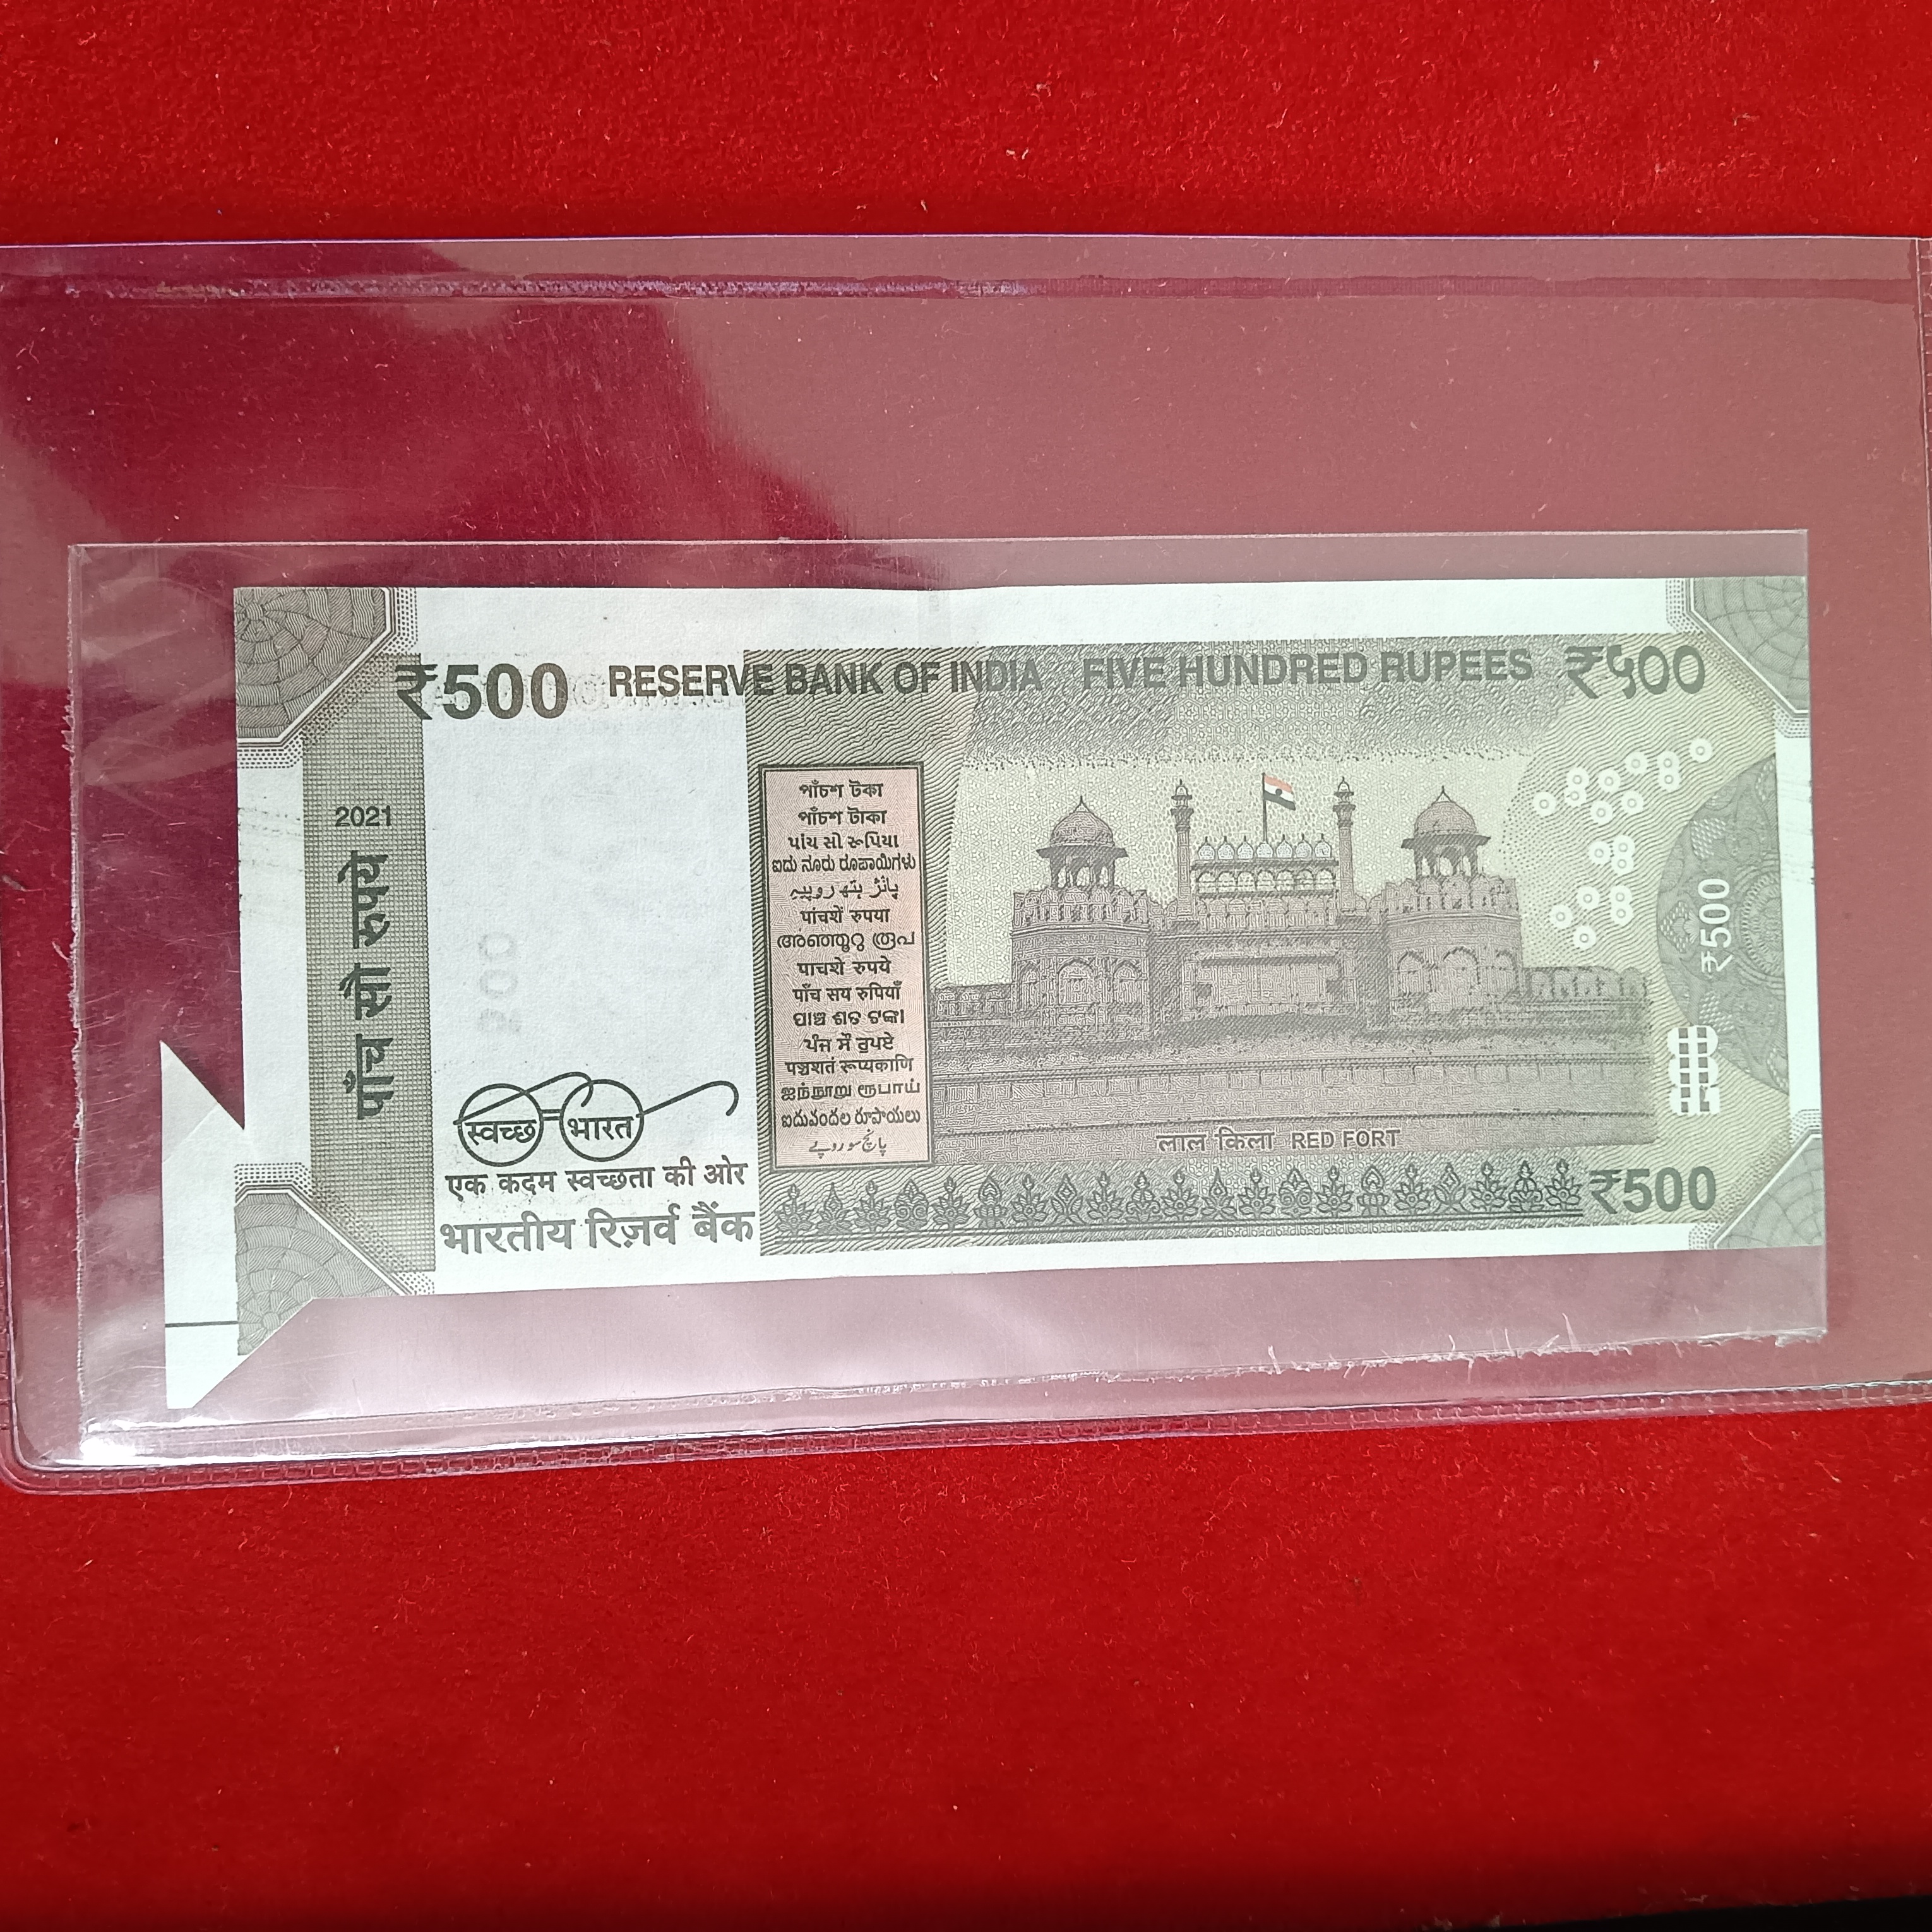 ₹500 RESERVE BANK OF INDIA FIVE HUNDRED RUPEES ₹५००
2021
पाँच सौ रुपये
পাঁচশ টকা
পাঁচশ টাকা
પાંચ સો રૂપિયા
ಐದು ನೂರು ರೂಪಾಯಿಗಳು
پانژ ہتھ روپیہ
पांचशें रुपया
അഞ്ഞൂറു രൂപ
पाचशे रुपये
पाँच सय रुपियाँ
ପାଞ୍ଚ ଶତ ଟଙ୍କା
ਪੰਜ ਸੌ ਰੁਪਏ
पञ्चशतं रूप्यकाणि
ஐந்நூறு ரூபாய்
ఐదువందల రూపాయలు
پانچ سو روپے
₹500
स्वच्छ भारत
एक कदम स्वच्छता की ओर
भारतीय रिज़र्व बैंक
लाल किला RED FORT
₹500